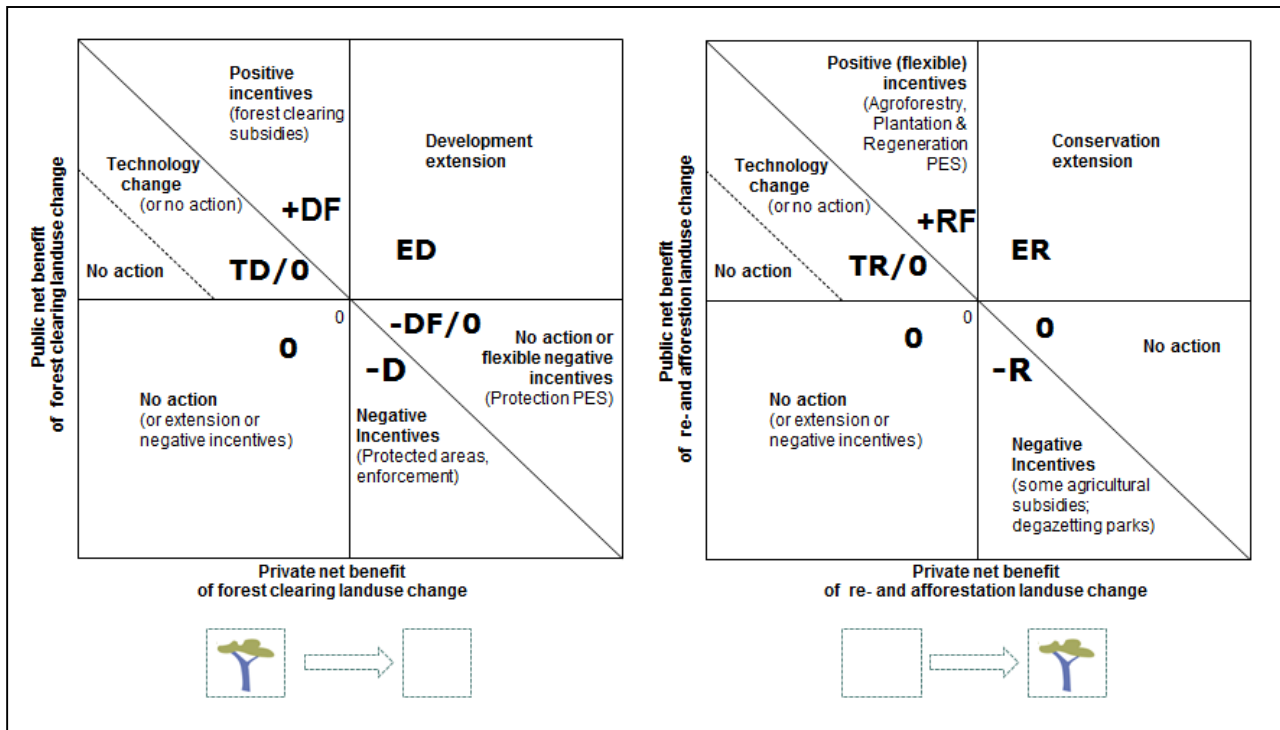 Public net benefit
of forest clearing landuse change
Positive
incentives
(forest clearing
subsidies)
Development
extension
Technology
change
(or no action)
+DF
ED
No action
TD/0
0
0
-DF/0
No action or
flexible negative
incentives
(Protection PES)
-D
No action
(or extension or
negative incentives)
Negative
Incentives
(Protected areas,
enforcement)
Private net benefit
of forest clearing landuse change
Public net benefit
of re- and afforestion landuse change
Positive (flexible)
incentives
(Agroforestry,
Plantation &
Regeneration
PES)
Conservation
extension
Technology
change
(or no action)
+RF
ER
No action
TR/0
0
0
0
No action
-R
No action
(or extension or
negative incentives)
Negative
Incentives
(some agricultural
subsidies;
degazetting parks)
Private net benefit
of re- and afforestation landuse change